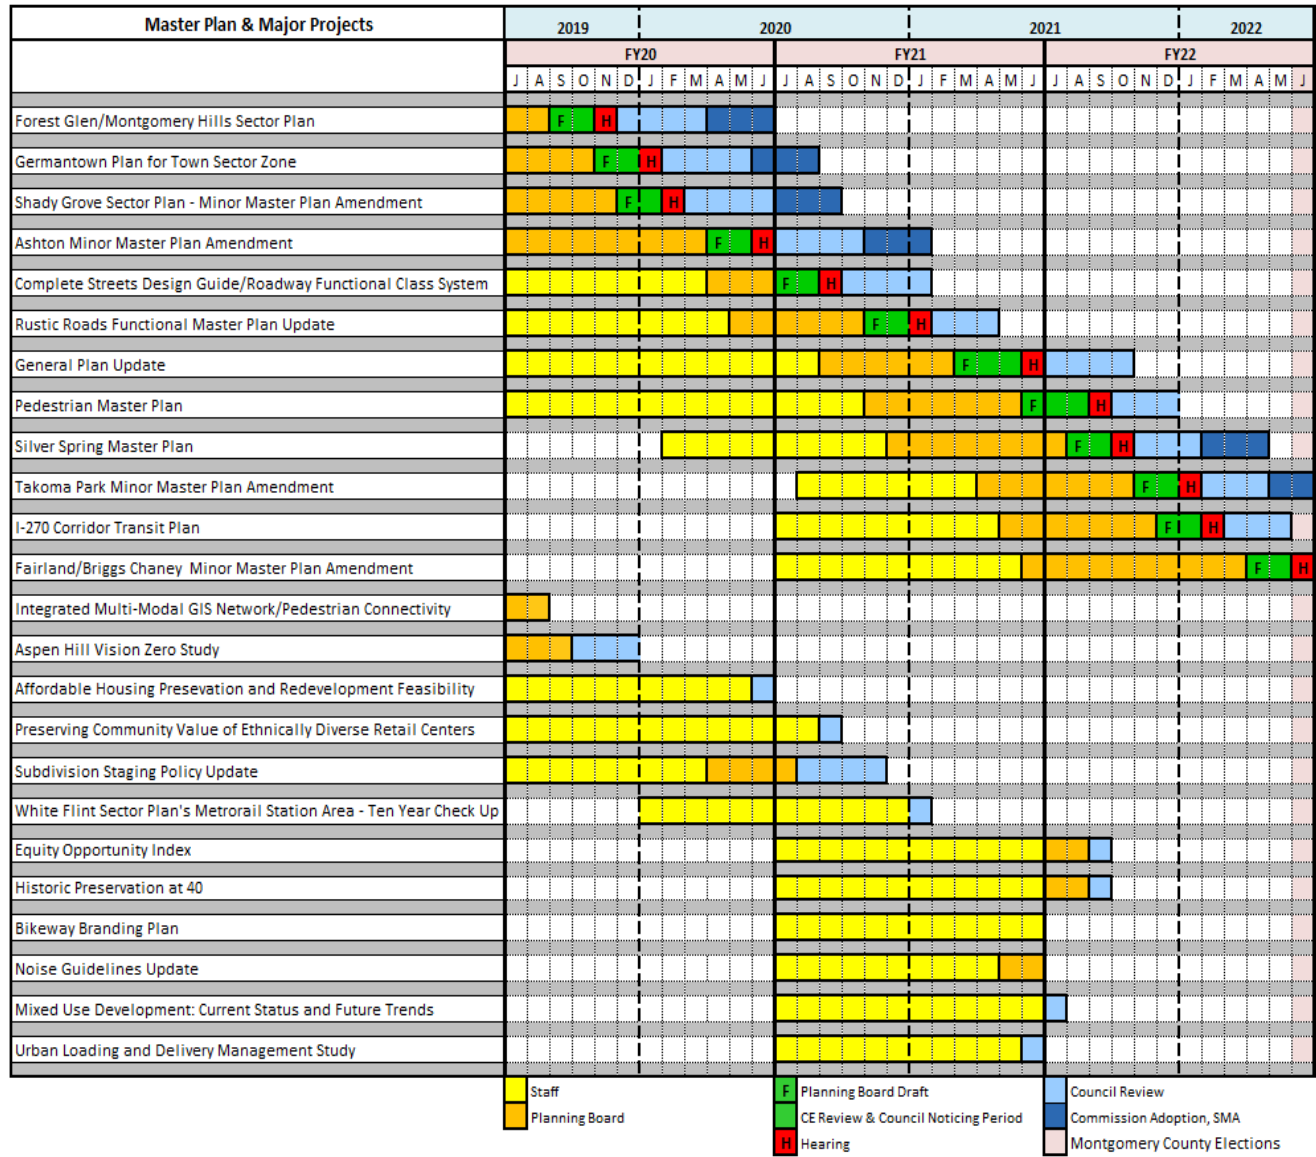 Master Plan & Major Projects
2019 2020 2021 2022
FY20 FY21 FY22
J A S O N D J F M A M J J A S O N D J F M A M J J A S O N D J F M A M J
Forest Glen/Montgomery Hills Sector Plan F H
Germantown Plan for Town Sector Zone F H
Shady Grove Sector Plan - Minor Master Plan Amendment F H
Ashton Minor Master Plan Amendment F H
Complete Streets Design Guide/Roadway Functional Class System F H
Rustic Roads Functional Master Plan Update F H
General Plan Update F H
Pedestrian Master Plan F H
Silver Spring Master Plan F H
Takoma Park Minor Master Plan Amendment F H
I-270 Corridor Transit Plan F H
Fairland/Briggs Chaney Minor Master Plan Amendment F H
Integrated Multi-Modal GIS Network/Pedestrian Connectivity
Aspen Hill Vision Zero Study
Affordable Housing Presevation and Redevelopment Feasibility
Preserving Community Value of Ethnically Diverse Retail Centers
Subdivision Staging Policy Update
White Flint Sector Plan's Metrorail Station Area - Ten Year Check Up
Equity Opportunity Index
Historic Preservation at 40
Bikeway Branding Plan
Noise Guidelines Update
Mixed Use Development: Current Status and Future Trends
Urban Loading and Delivery Management Study
Staff F Planning Board Draft Council Review
Planning Board CE Review & Council Noticing Period Commission Adoption, SMA
H Hearing Montgomery County Elections